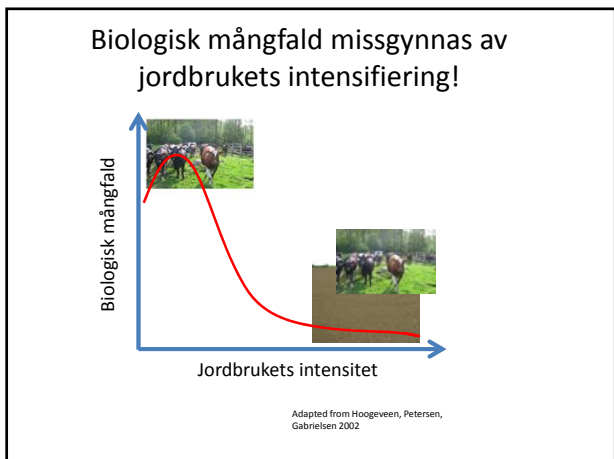 Biologisk mångfald missgynnas av
jordbrukets intensifiering!
Biologisk mångfald
Jordbrukets intensitet
Adapted from Hoogeveen, Petersen,
Gabrielsen 2002